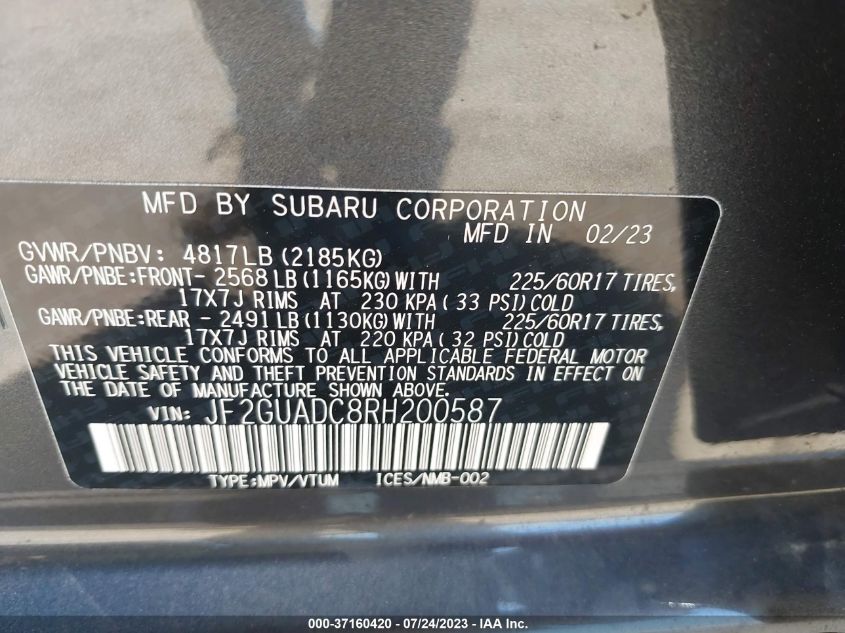 MFD BY SUBARU CORPORATION
MFD IN 02/23
GVWR/PNBV: 4817LB (2185KG)
GAWR/PNBE:FRONT- 2568 LB (1165KG) WITH 225/60R17 TIRES,
17X7J RIMS AT 230 KPA ( 33 PSI) COLD
GAWR/PNBE:REAR - 2491 LB (1130KG) WITH 225/60R17 TIRES,
17X7J RIMS AT 220 KPA ( 32 PSI) COLD
THIS VEHICLE CONFORMS TO ALL APPLICABLE FEDERAL MOTOR
VEHICLE SAFETY AND THEFT PREVENTION STANDARDS IN EFFECT ON
THE DATE OF MANUFACTURE SHOWN ABOVE.
VIN: JF2GUADC8RH200587
TYPE:MPV/VTUM ICES/NMB-002
000-37160420 - 07/24/2023 - IAA Inc.